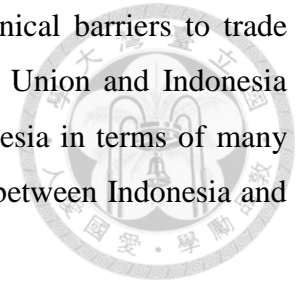 nical barriers to trade
Union and Indonesia
esia in terms of many
between Indonesia and